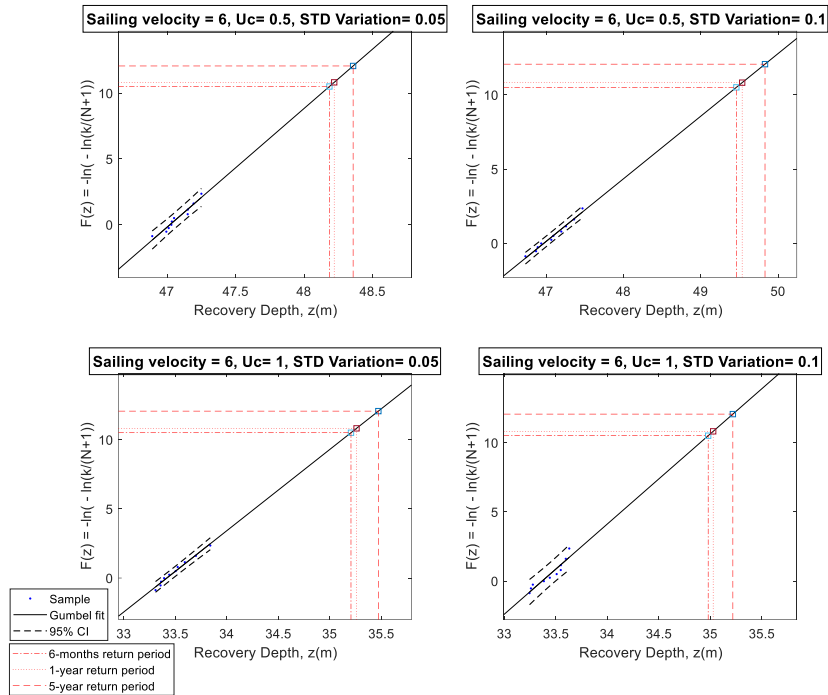 Sailing velocity = 6, Uc= 0.5, STD Variation= 0.05
F(z) = -ln( - ln(k/(N+1))
10
5
0
47
47.5
48
48.5
Recovery Depth, z(m)
Sailing velocity = 6, Uc= 0.5, STD Variation= 0.1
F(z) = -ln( - ln(k/(N+1))
10
5
0
47
48
49
50
Recovery Depth, z(m)
Sailing velocity = 6, Uc= 1, STD Variation= 0.05
F(z) = -ln( - ln(k/(N+1))
10
5
0
33
33.5
34
34.5
35
35.5
Recovery Depth, z(m)
Sailing velocity = 6, Uc= 1, STD Variation= 0.1
F(z) = -ln( - ln(k/(N+1))
10
5
0
33
33.5
34
34.5
35
35.5
Recovery Depth, z(m)
Sample
Gumbel fit
95% CI
6-months return period
1-year return period
5-year return period